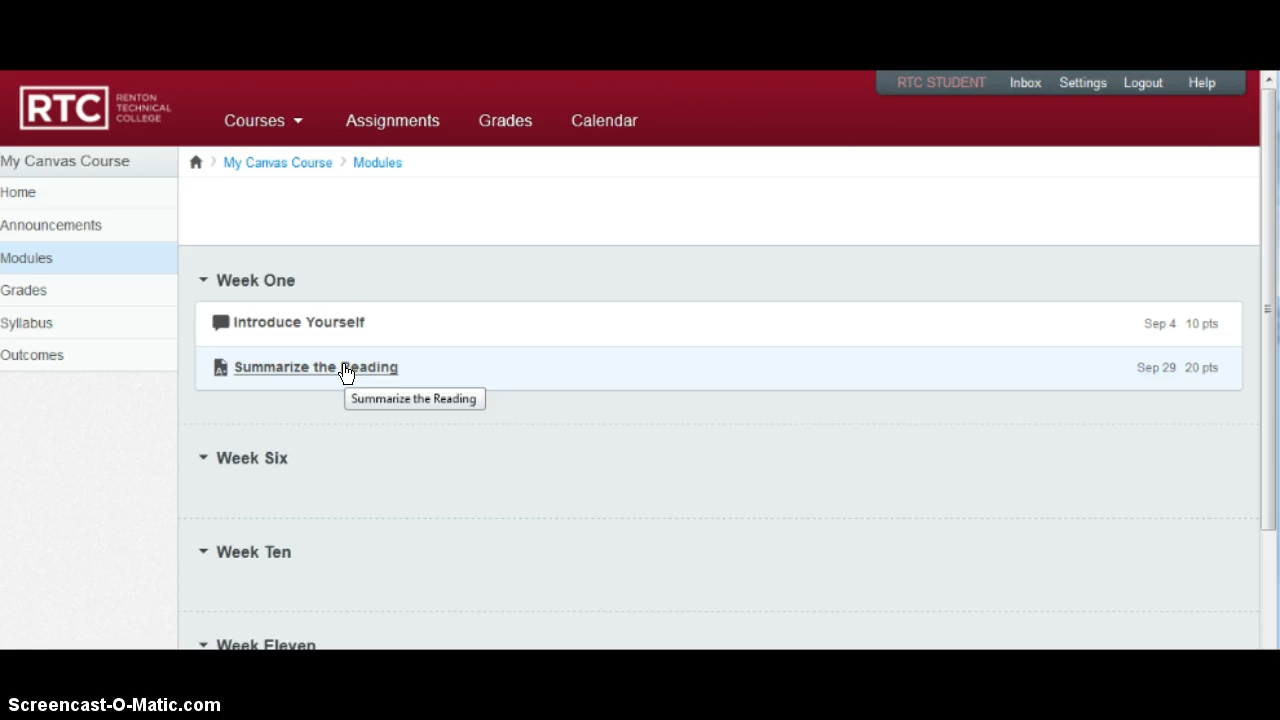 RTC STUDENT Inbox Settings Logout Help
RTC RENTON TECHNICAL COLLEGE
Courses Assignments Grades Calendar
My Canvas Course
My Canvas Course Modules
Home
Announcements
Modules
Grades
Syllabus
Outcomes
Week One
Introduce Yourself Sep 4 10 pts
Summarize the Reading Sep 29 20 pts
Summarize the Reading
Week Six
Week Ten
Week Eleven
Screencast-O-Matic.com